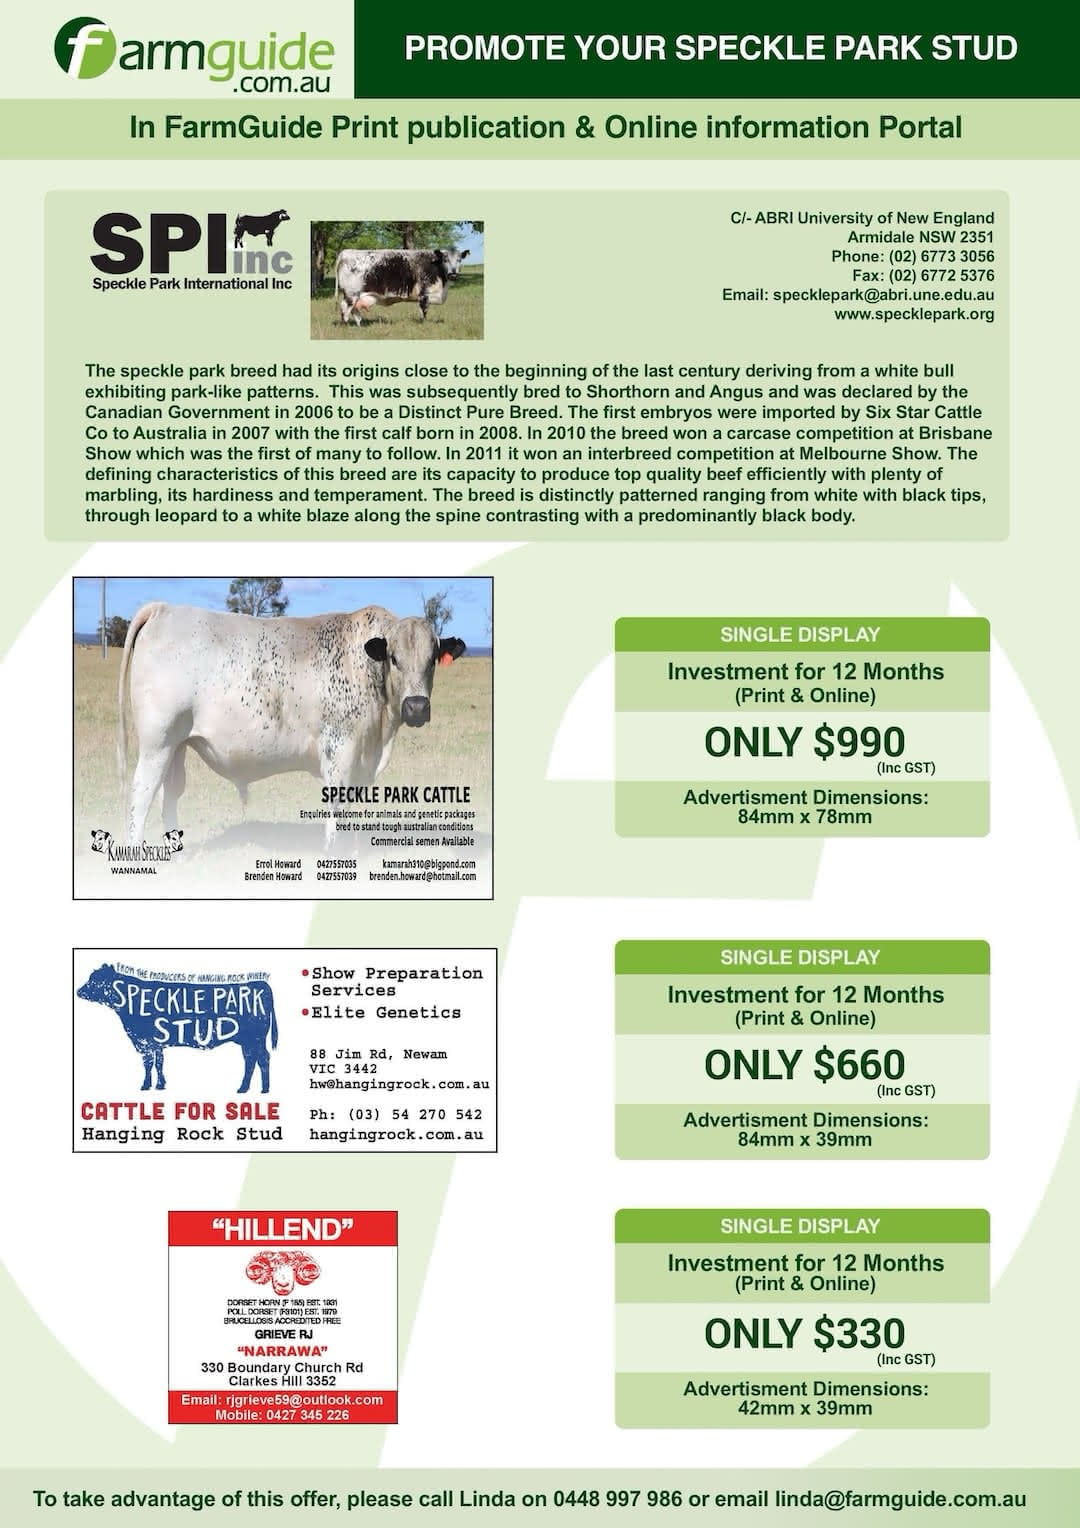 farmguide
.com.au
PROMOTE YOUR SPECKLE PARK STUD
In FarmGuide Print publication & Online information Portal
SPI inc
Speckle Park International Inc
C/- ABRI University of New England
Armidale NSW 2351
Phone: (02) 6773 3056
Fax: (02) 6772 5376
Email: specklepark@abri.une.edu.au
www.specklepark.org
The speckle park breed had its origins close to the beginning of the last century deriving from a white bull
exhibiting park-like patterns. This was subsequently bred to Shorthorn and Angus and was declared by the
Canadian Government in 2006 to be a Distinct Pure Breed. The first embryos were imported by Six Star Cattle
Co to Australia in 2007 with the first calf born in 2008. In 2010 the breed won a carcase competition at Brisbane
Show which was the first of many to follow. In 2011 it won an interbreed competition at Melbourne Show. The
defining characteristics of this breed are its capacity to produce top quality beef efficiently with plenty of
marbling, its hardiness and temperament. The breed is distinctly patterned ranging from white with black tips,
through leopard to a white blaze along the spine contrasting with a predominantly black body.
SPECKLE PARK CATTLE
Enquiries welcome for animals and genetic packages
bred to stand tough australian conditions
Commercial semen Available
KAMARAH SPECKLES
WANNAMAL
Errol Howard 0427557035 kamarah310@bigpond.com
Brenden Howard 0427557039 brenden.howard@hotmail.com
SINGLE DISPLAY
Investment for 12 Months
(Print & Online)
ONLY $990
(Inc GST)
Advertisment Dimensions:
84mm x 78mm
FROM THE PRODUCERS OF HANGING ROCK WINERY
SPECKLE PARK
STUD
CATTLE FOR SALE
Hanging Rock Stud
Show Preparation
Services
Elite Genetics
88 Jim Rd, Newam
VIC 3442
hw@hangingrock.com.au
Ph: (03) 54 270 542
hangingrock.com.au
SINGLE DISPLAY
Investment for 12 Months
(Print & Online)
ONLY $660
(Inc GST)
Advertisment Dimensions:
84mm x 39mm
"HILLEND"
DORSET HORN (F 165) EST. 1931
POLL DORSET (F3101) EST. 1979
BRUCELLOSIS ACCREDITED FREE
GRIEVE RJ
"NARRAWA"
330 Boundary Church Rd
Clarkes Hill 3352
Email: rjgrieve59@outlook.com
Mobile: 0427 345 226
SINGLE DISPLAY
Investment for 12 Months
(Print & Online)
ONLY $330
(Inc GST)
Advertisment Dimensions:
42mm x 39mm
To take advantage of this offer, please call Linda on 0448 997 986 or email linda@farmguide.com.au